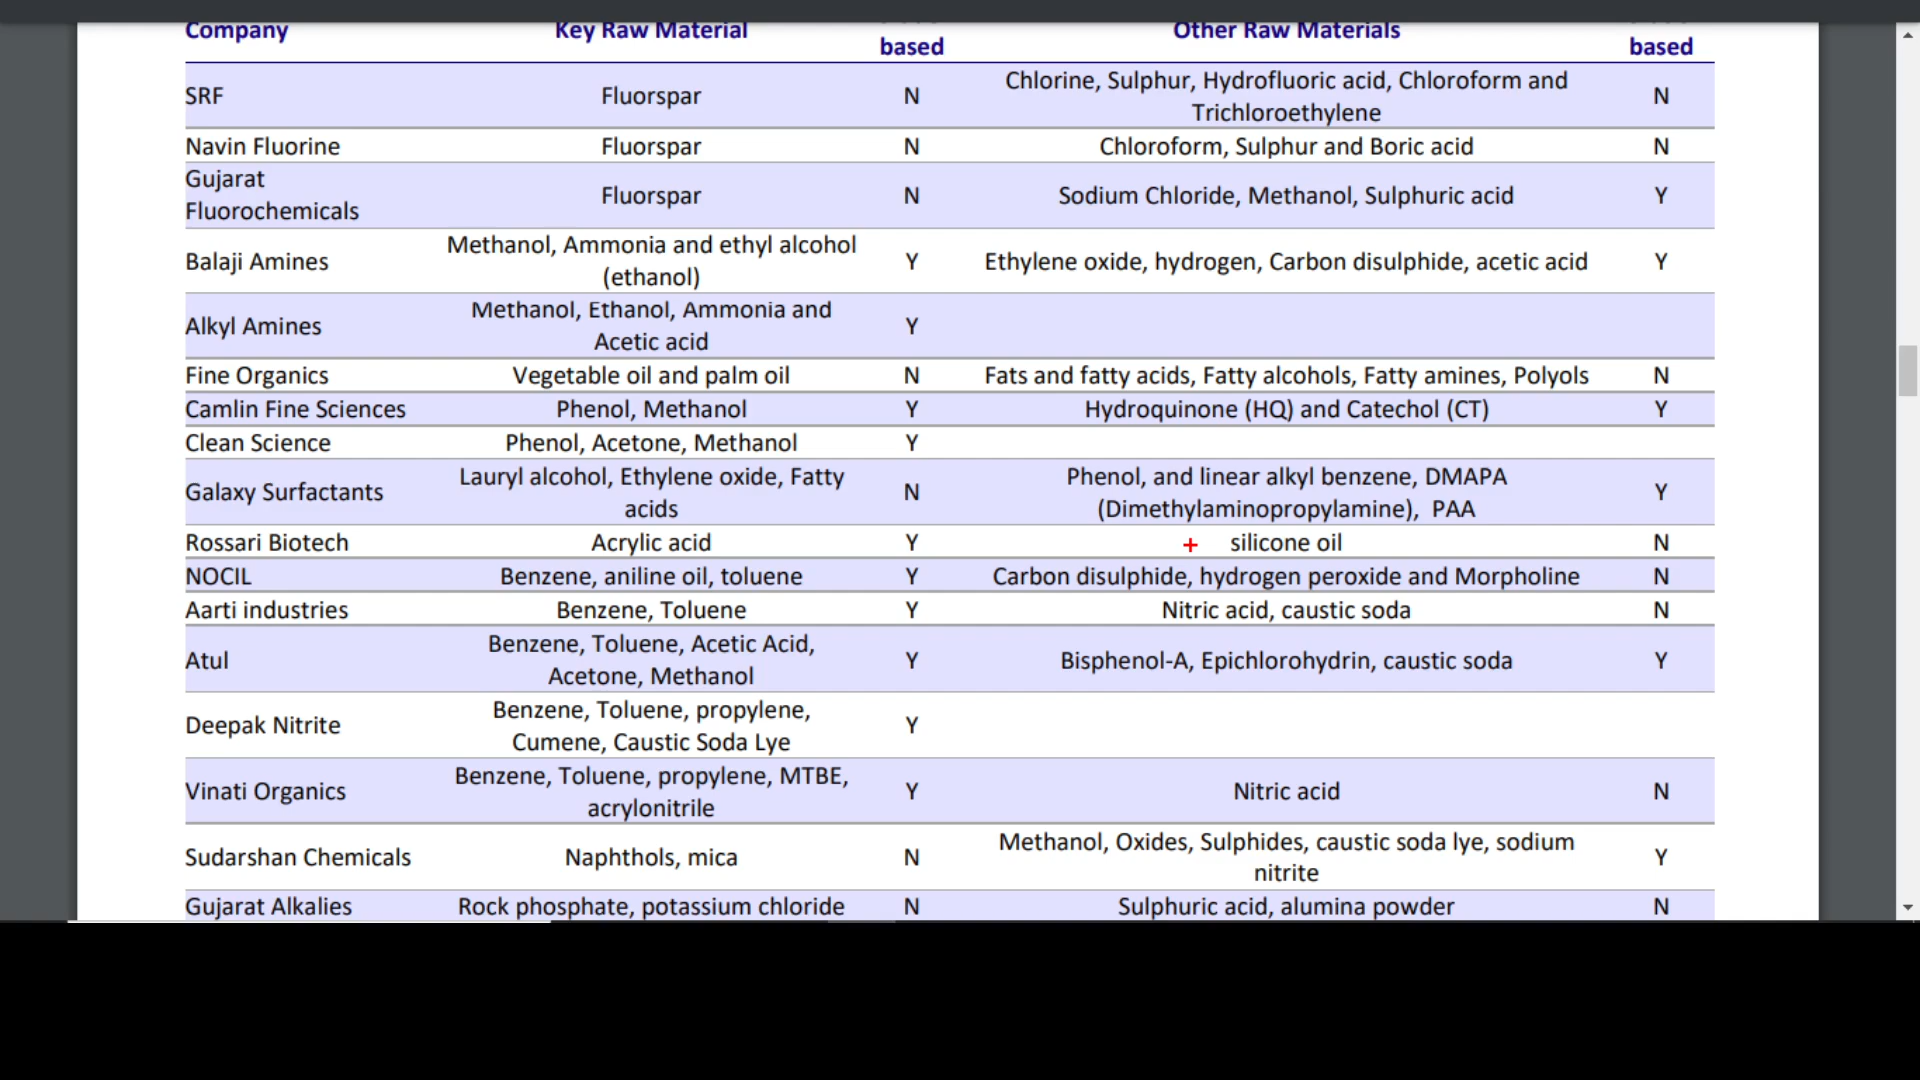 Company Key Raw Material based Other Raw Materials based
SRF Fluorspar N Chlorine, Sulphur, Hydrofluoric acid, Chloroform and Trichloroethylene N
Navin Fluorine Fluorspar N Chloroform, Sulphur and Boric acid N
Gujarat Fluorochemicals Fluorspar N Sodium Chloride, Methanol, Sulphuric acid Y
Balaji Amines Methanol, Ammonia and ethyl alcohol (ethanol) Y Ethylene oxide, hydrogen, Carbon disulphide, acetic acid Y
Alkyl Amines Methanol, Ethanol, Ammonia and Acetic acid Y
Fine Organics Vegetable oil and palm oil N Fats and fatty acids, Fatty alcohols, Fatty amines, Polyols N
Camlin Fine Sciences Phenol, Methanol Y Hydroquinone (HQ) and Catechol (CT) Y
Clean Science Phenol, Acetone, Methanol Y
Galaxy Surfactants Lauryl alcohol, Ethylene oxide, Fatty acids N Phenol, and linear alkyl benzene, DMAPA (Dimethylaminopropylamine), PAA Y
Rossari Biotech Acrylic acid Y silicone oil N
NOCIL Benzene, aniline oil, toluene Y Carbon disulphide, hydrogen peroxide and Morpholine N
Aarti industries Benzene, Toluene Y Nitric acid, caustic soda N
Atul Benzene, Toluene, Acetic Acid, Acetone, Methanol Y Bisphenol-A, Epichlorohydrin, caustic soda Y
Deepak Nitrite Benzene, Toluene, propylene, Cumene, Caustic Soda Lye Y
Vinati Organics Benzene, Toluene, propylene, MTBE, acrylonitrile Y Nitric acid N
Sudarshan Chemicals Naphthols, mica N Methanol, Oxides, Sulphides, caustic soda lye, sodium nitrite Y
Gujarat Alkalies Rock phosphate, potassium chloride N Sulphuric acid, alumina powder N